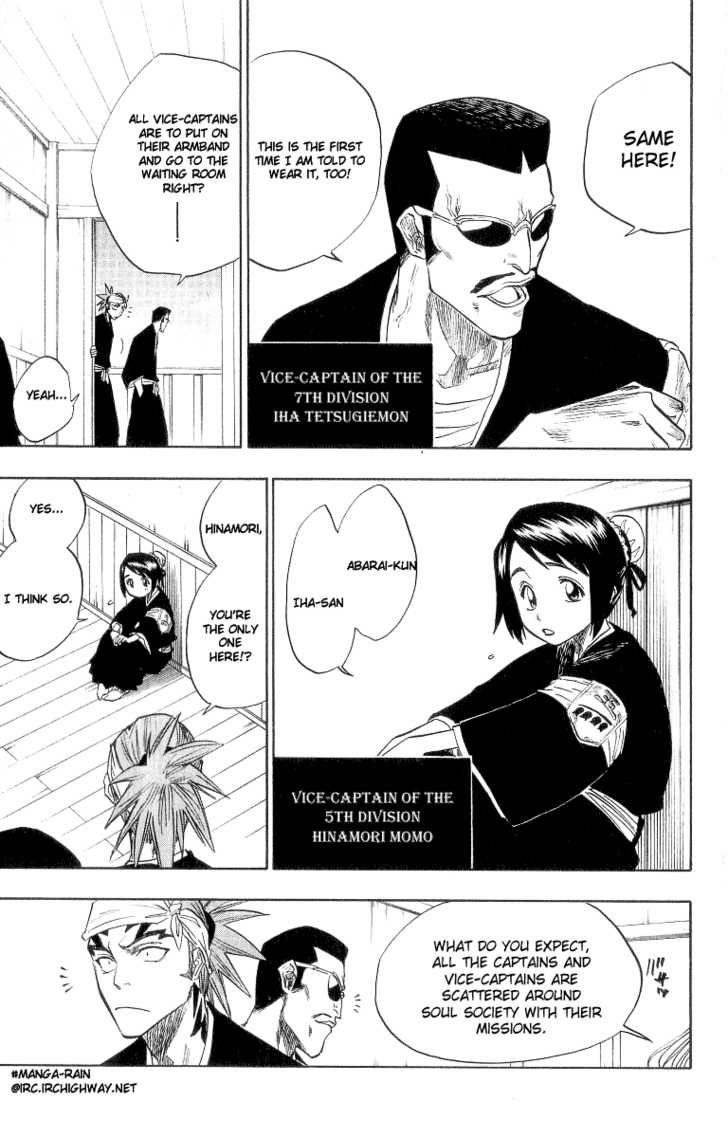 SAME
HERE!
THIS IS THE FIRST
TIME I AM TOLD TO
WEAR IT, TOO!
VICE-CAPTAIN OF THE
7TH DIVISION
IHA TETSUGIEMON
ALL VICE-CAPTAINS
ARE TO PUT ON
THEIR ARMBAND
AND GO TO THE
WAITING ROOM
RIGHT?
YEAH...
ABARAI-KUN
IHA-SAN
VICE-CAPTAIN OF THE
5TH DIVISION
HINAMORI MOMO
HINAMORI,
YOU'RE
THE ONLY
ONE
HERE!?
YES...
I THINK SO.
WHAT DO YOU EXPECT,
ALL THE CAPTAINS AND
VICE-CAPTAINS ARE
SCATTERED AROUND
SOUL SOCIETY WITH THEIR
MISSIONS.
#MANGA-RAIN
@IRC.IRCHIGHWAY.NET